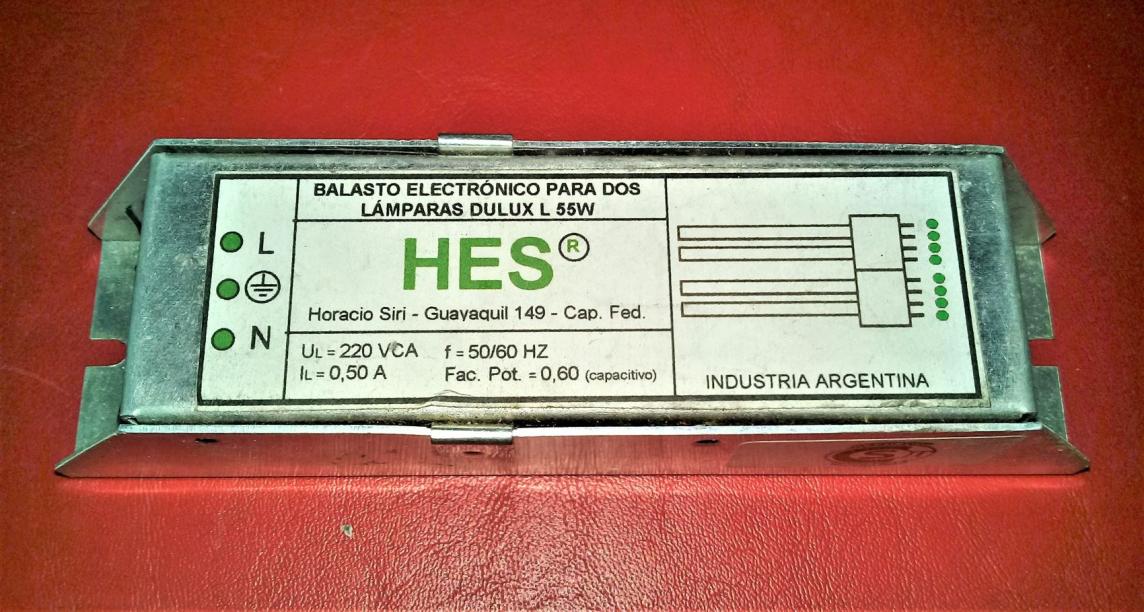 L
N
BALASTO ELECTRÓNICO PARA DOS
LÁMPARAS DULUX L 55W
HES®
Horacio Siri - Guayaquil 149 - Cap. Fed.
UL = 220 VCA f = 50/60 HZ
IL = 0,50 A Fac. Pot. = 0,60 (capacitivo)
INDUSTRIA ARGENTINA
S